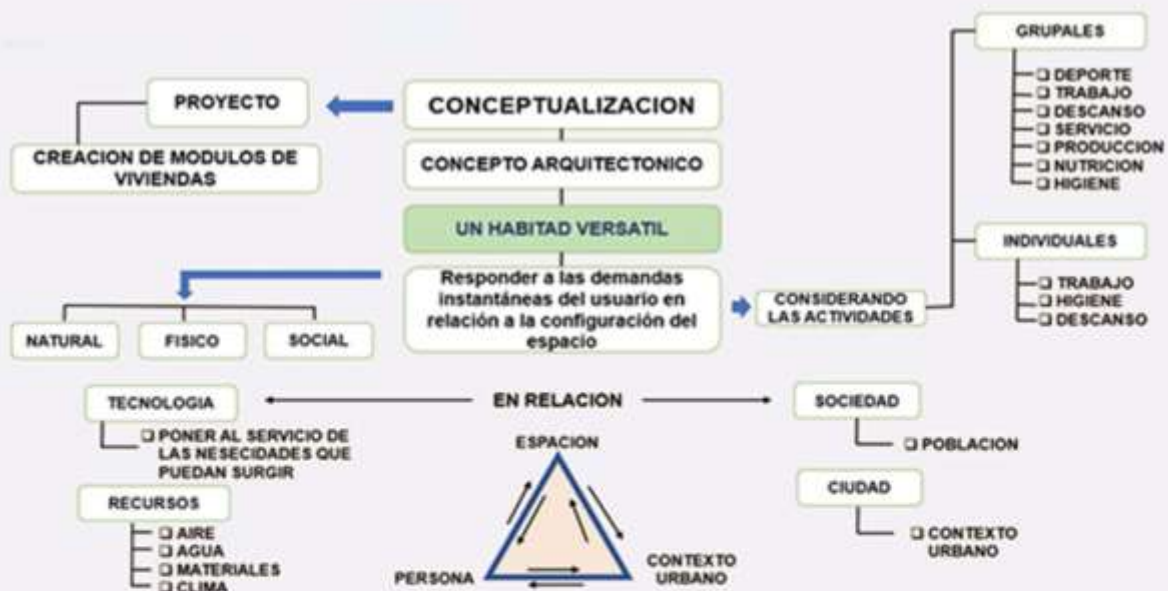 PROYECTO
CREACION DE MODULOS DE
VIVIENDAS
CONCEPTUALIZACION
CONCEPTO ARQUITECTONICO
UN HABITAD VERSATIL
Responder a las demandas
instantáneas del usuario en
relación a la configuración del
espacio
NATURAL
FISICO
SOCIAL
CONSIDERANDO
LAS ACTIVIDADES
GRUPALES
❑ DEPORTE
❑ TRABAJO
❑ DESCANSO
❑ SERVICIO
❑ PRODUCCION
❑ NUTRICION
❑ HIGIENE
INDIVIDUALES
❑ TRABAJO
❑ HIGIENE
❑ DESCANSO
TECNOLOGIA
❑ PONER AL SERVICIO DE
LAS NESECIDADES QUE
PUEDAN SURGIR
RECURSOS
❑ AIRE
❑ AGUA
❑ MATERIALES
❑ CLIMA
EN RELACION
ESPACION
PERSONA
CONTEXTO
URBANO
SOCIEDAD
❑ POBLACION
CIUDAD
❑ CONTEXTO
URBANO